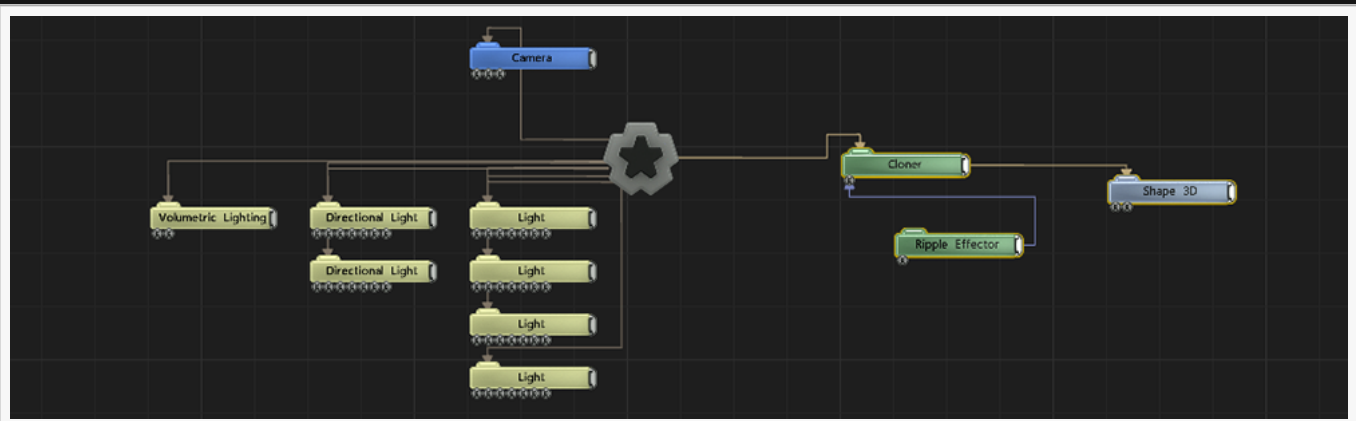 Camera
Cloner
Shape 3D
Volumetric Lighting
Directional Light
Light
Ripple Effector
Directional Light
Light
Light
Light